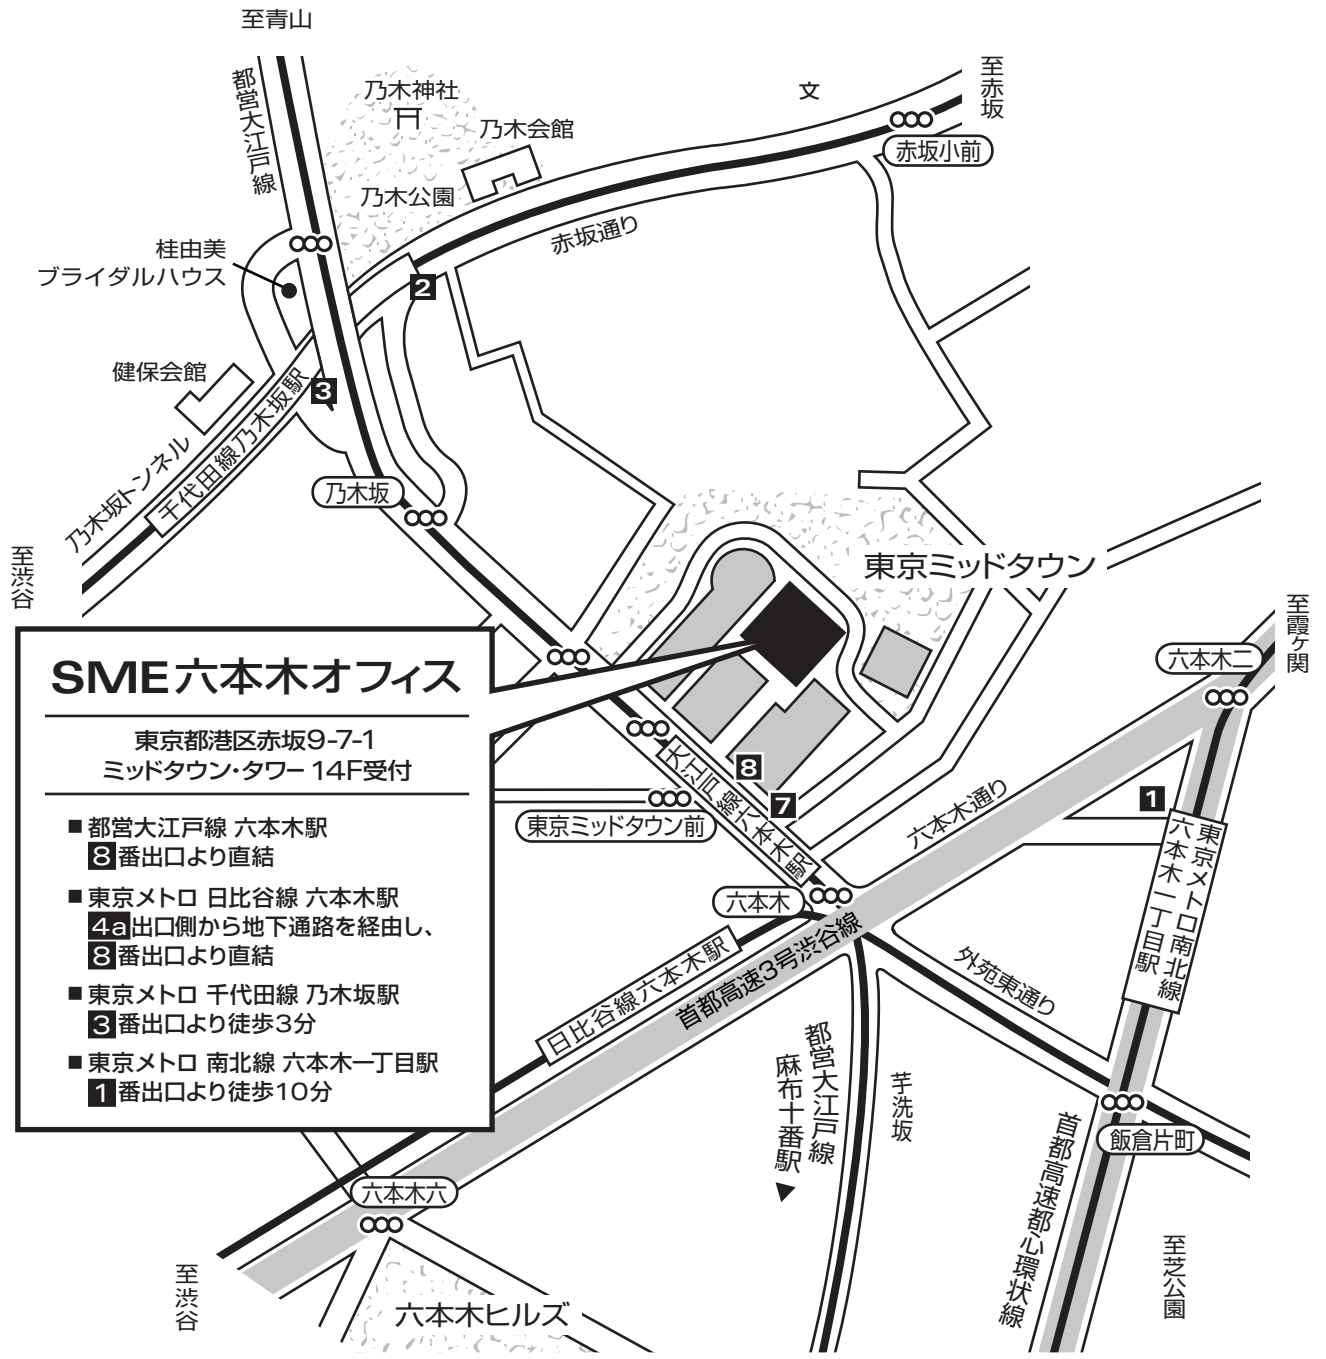 至青山
都営大江戸線
乃木神社
文
至赤坂
乃木会館
赤坂小前
乃木公園
赤坂通り
桂由美
ブライダルハウス
2
健保会館
3
千代田線乃木坂駅
乃木坂トンネル
乃木坂
至渋谷
東京ミッドタウン
至霞ヶ関
六本木二
SME六本木オフィス
東京都港区赤坂9-7-1
ミッドタウン・タワー 14F受付
■ 都営大江戸線 六本木駅
8番出口より直結
■ 東京メトロ 日比谷線 六本木駅
4a出口側から地下通路を経由し、
8番出口より直結
■ 東京メトロ 千代田線 乃木坂駅
3番出口より徒歩3分
■ 東京メトロ 南北線 六本木一丁目駅
1番出口より徒歩10分
8
7
大江戸線六本木駅
東京ミッドタウン前
六本木通り
1
東京メトロ南北線
六本木一丁目駅
六本木
日比谷線六本木駅
首都高速3号渋谷線
外苑東通り
都営大江戸線
麻布十番駅
▼
芋洗坂
飯倉片町
首都高速都心環状線
六本木六
至渋谷
六本木ヒルズ
至芝公園